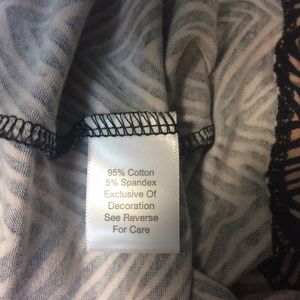 95% Cotton
5% Spandex
Exclusive Of
Decoration
See Reverse
For Care